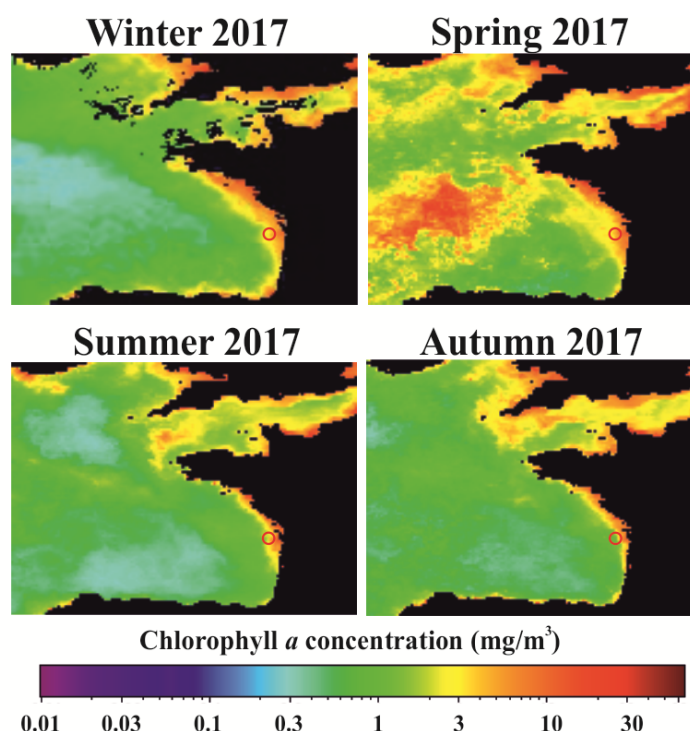 Winter 2017 Spring 2017
Summer 2017 Autumn 2017
Chlorophyll a concentration (mg/m³)
0.01 0.03 0.1 0.3 1 3 10 30